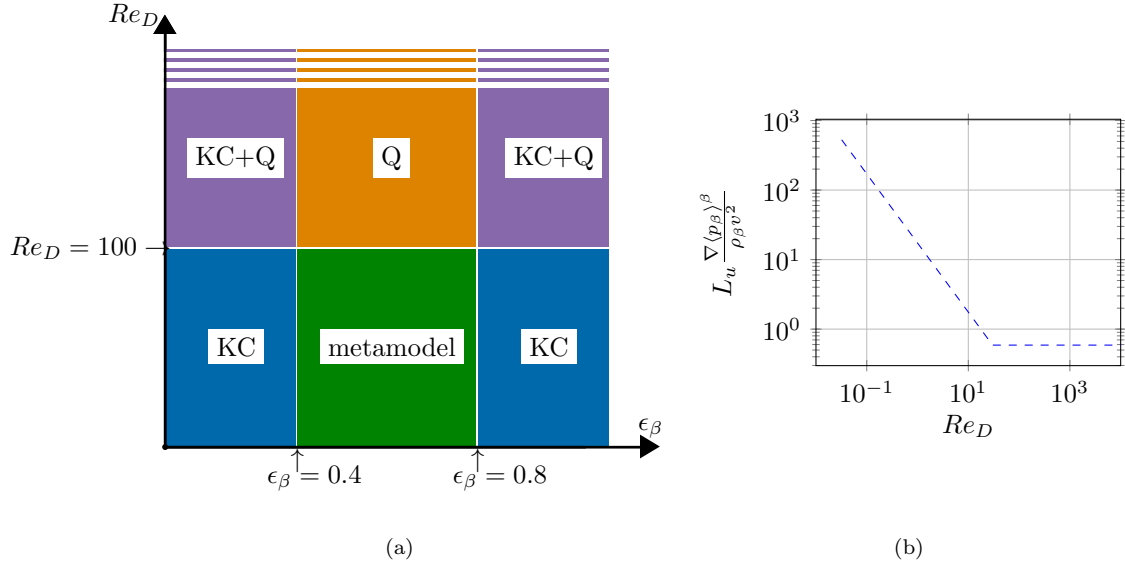 Re_D
KC+Q
Q
KC+Q
Re_D = 100
KC
metamodel
KC
ϵ_β
ϵ_β = 0.4
ϵ_β = 0.8
(a)
L_u ∇⟨p_β⟩^β / ρ_β v^2
10^3
10^2
10^1
10^0
10^−1
10^1
10^3
Re_D
(b)